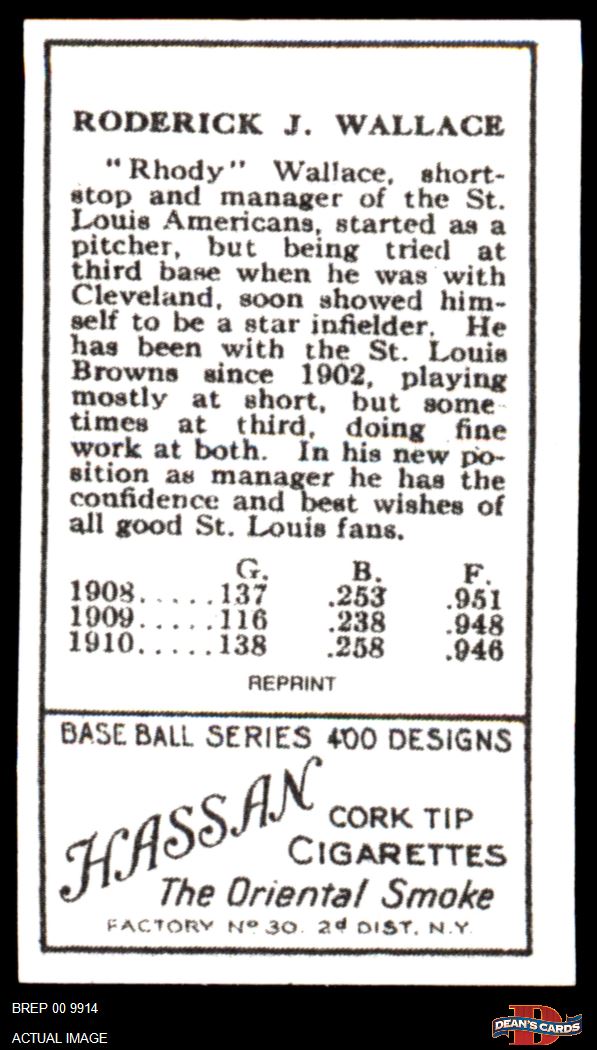 RODERICK J. WALLACE
"Rhody" Wallace, short-
stop and manager of the St.
Louis Americans, started as a
pitcher, but being tried at
third base when he was with
Cleveland, soon showed him-
self to be a star infielder. He
has been with the St. Louis
Browns since 1902, playing
mostly at short, but some-
times at third, doing fine
work at both. In his new po-
sition as manager he has the
confidence and best wishes of
all good St. Louis fans.
G. B. F.
1908.....137 .253 .951
1909.....116 .238 .948
1910.....138 .258 .946
REPRINT
BASE BALL SERIES 400 DESIGNS
HASSAN
CORK TIP
CIGARETTES
The Oriental Smoke
FACTORY Nº 30. 2d DIST. N.Y.
BREP 00 9914
ACTUAL IMAGE
D
DEAN'S CARDS